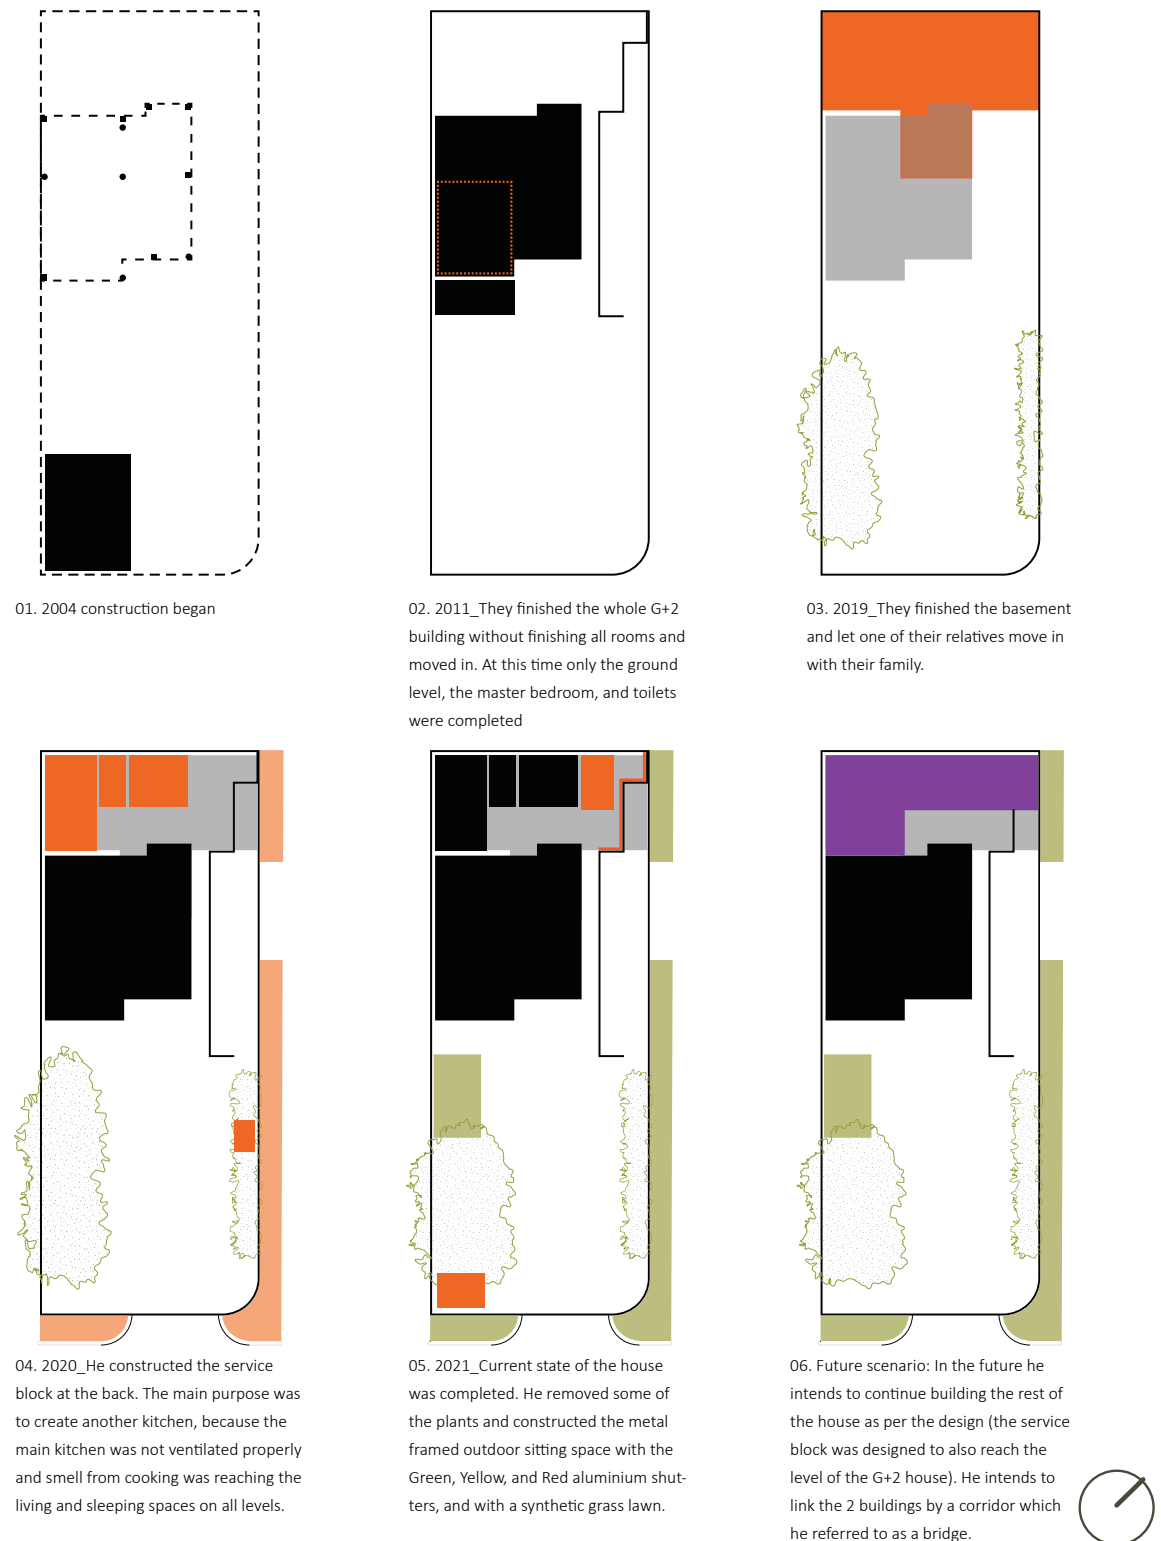 01. 2004 construction began
02. 2011_They finished the whole G+2
building without finishing all rooms and
moved in. At this time only the ground
level, the master bedroom, and toilets
were completed
03. 2019_They finished the basement
and let one of their relatives move in
with their family.
04. 2020_He constructed the service
block at the back. The main purpose was
to create another kitchen, because the
main kitchen was not ventilated properly
and smell from cooking was reaching the
living and sleeping spaces on all levels.
05. 2021_Current state of the house
was completed. He removed some of
the plants and constructed the metal
framed outdoor sitting space with the
Green, Yellow, and Red aluminium shut-
ters, and with a synthetic grass lawn.
06. Future scenario: In the future he
intends to continue building the rest of
the house as per the design (the service
block was designed to also reach the
level of the G+2 house). He intends to
link the 2 buildings by a corridor which
he referred to as a bridge.